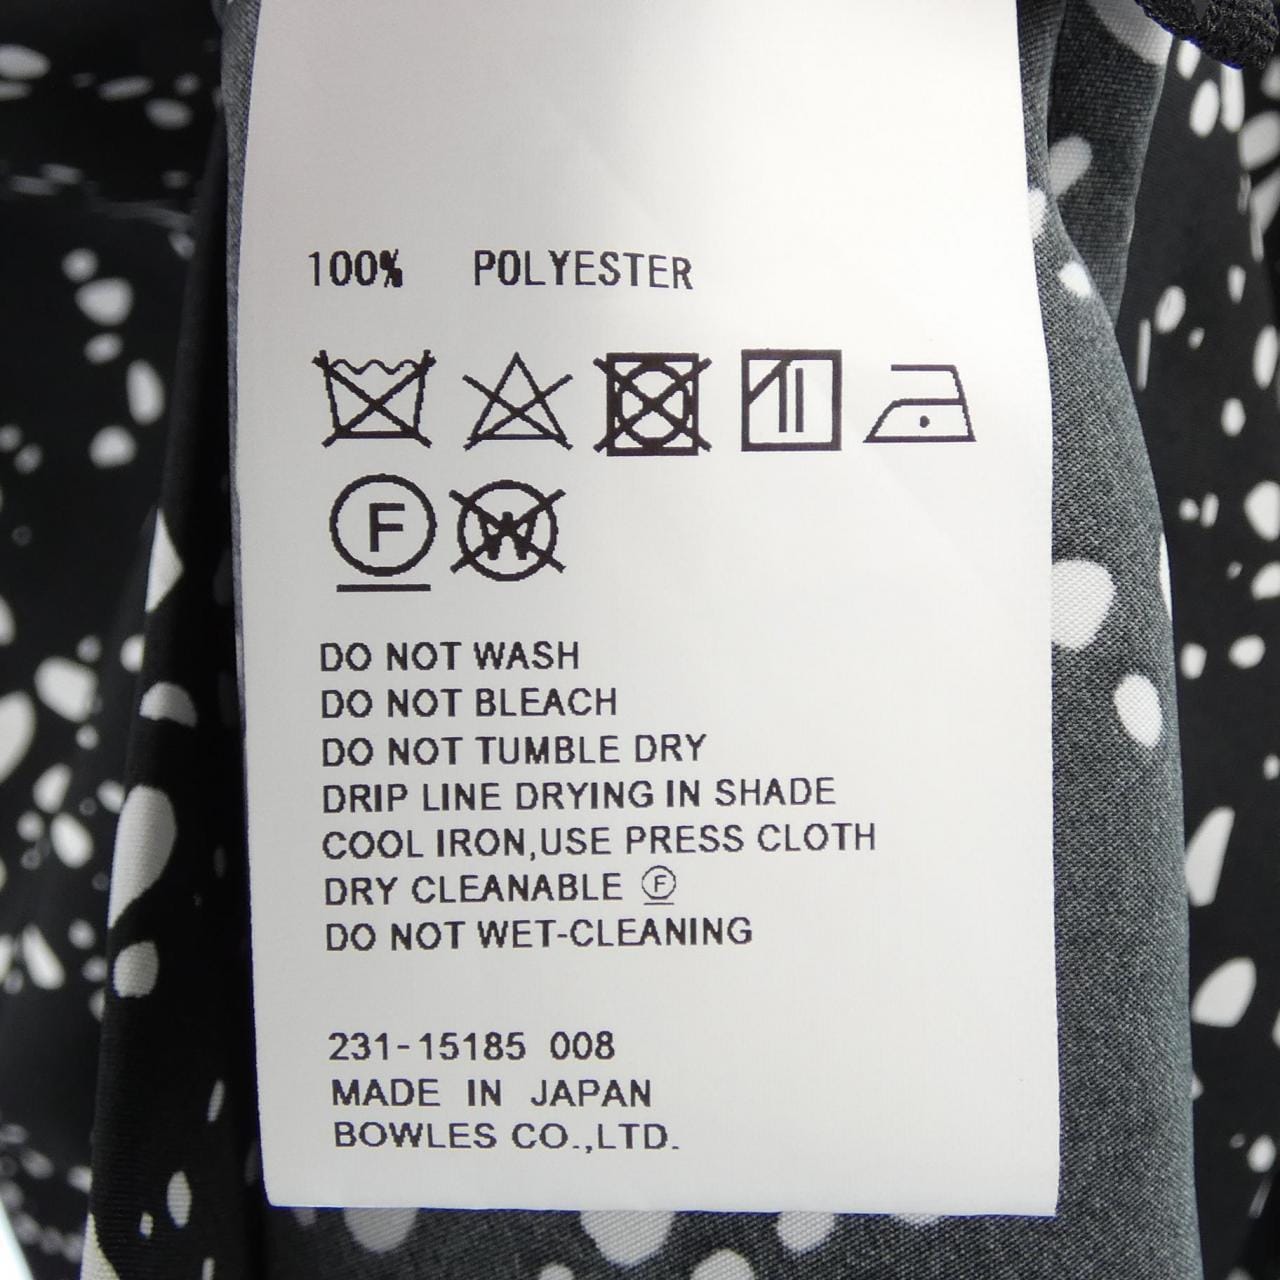 100% POLYESTER
F W
DO NOT WASH
DO NOT BLEACH
DO NOT TUMBLE DRY
DRIP LINE DRYING IN SHADE
COOL IRON,USE PRESS CLOTH
DRY CLEANABLE Ⓕ
DO NOT WET-CLEANING
231-15185 008
MADE IN JAPAN
BOWLES CO.,LTD.